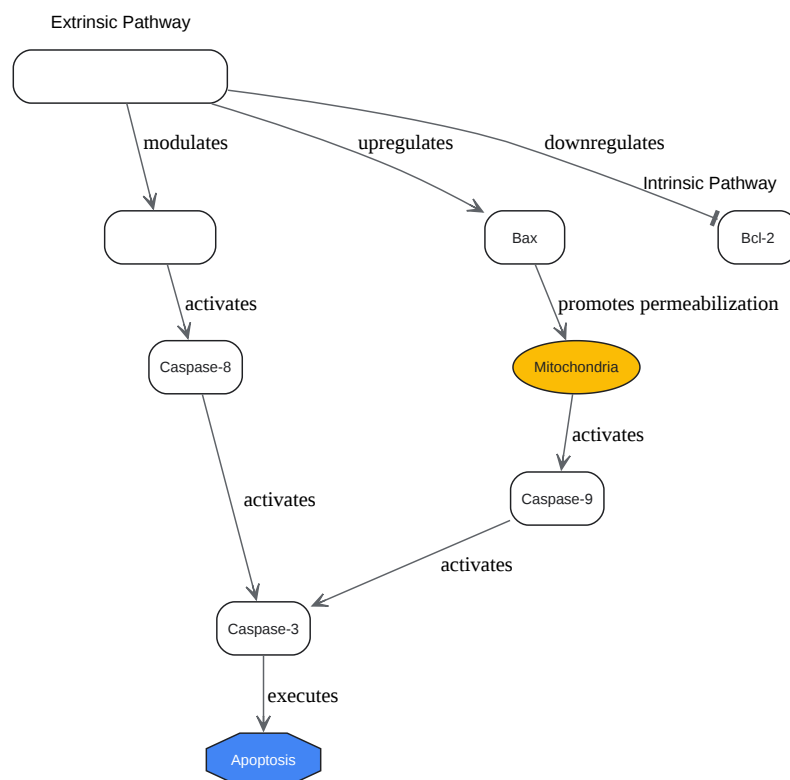 Extrinsic Pathway
modulates
upregulates
downregulates
Intrinsic Pathway
Bax
Bcl-2
activates
promotes permeabilization
Caspase-8
Mitochondria
activates
activates
Caspase-9
activates
Caspase-3
executes
Apoptosis